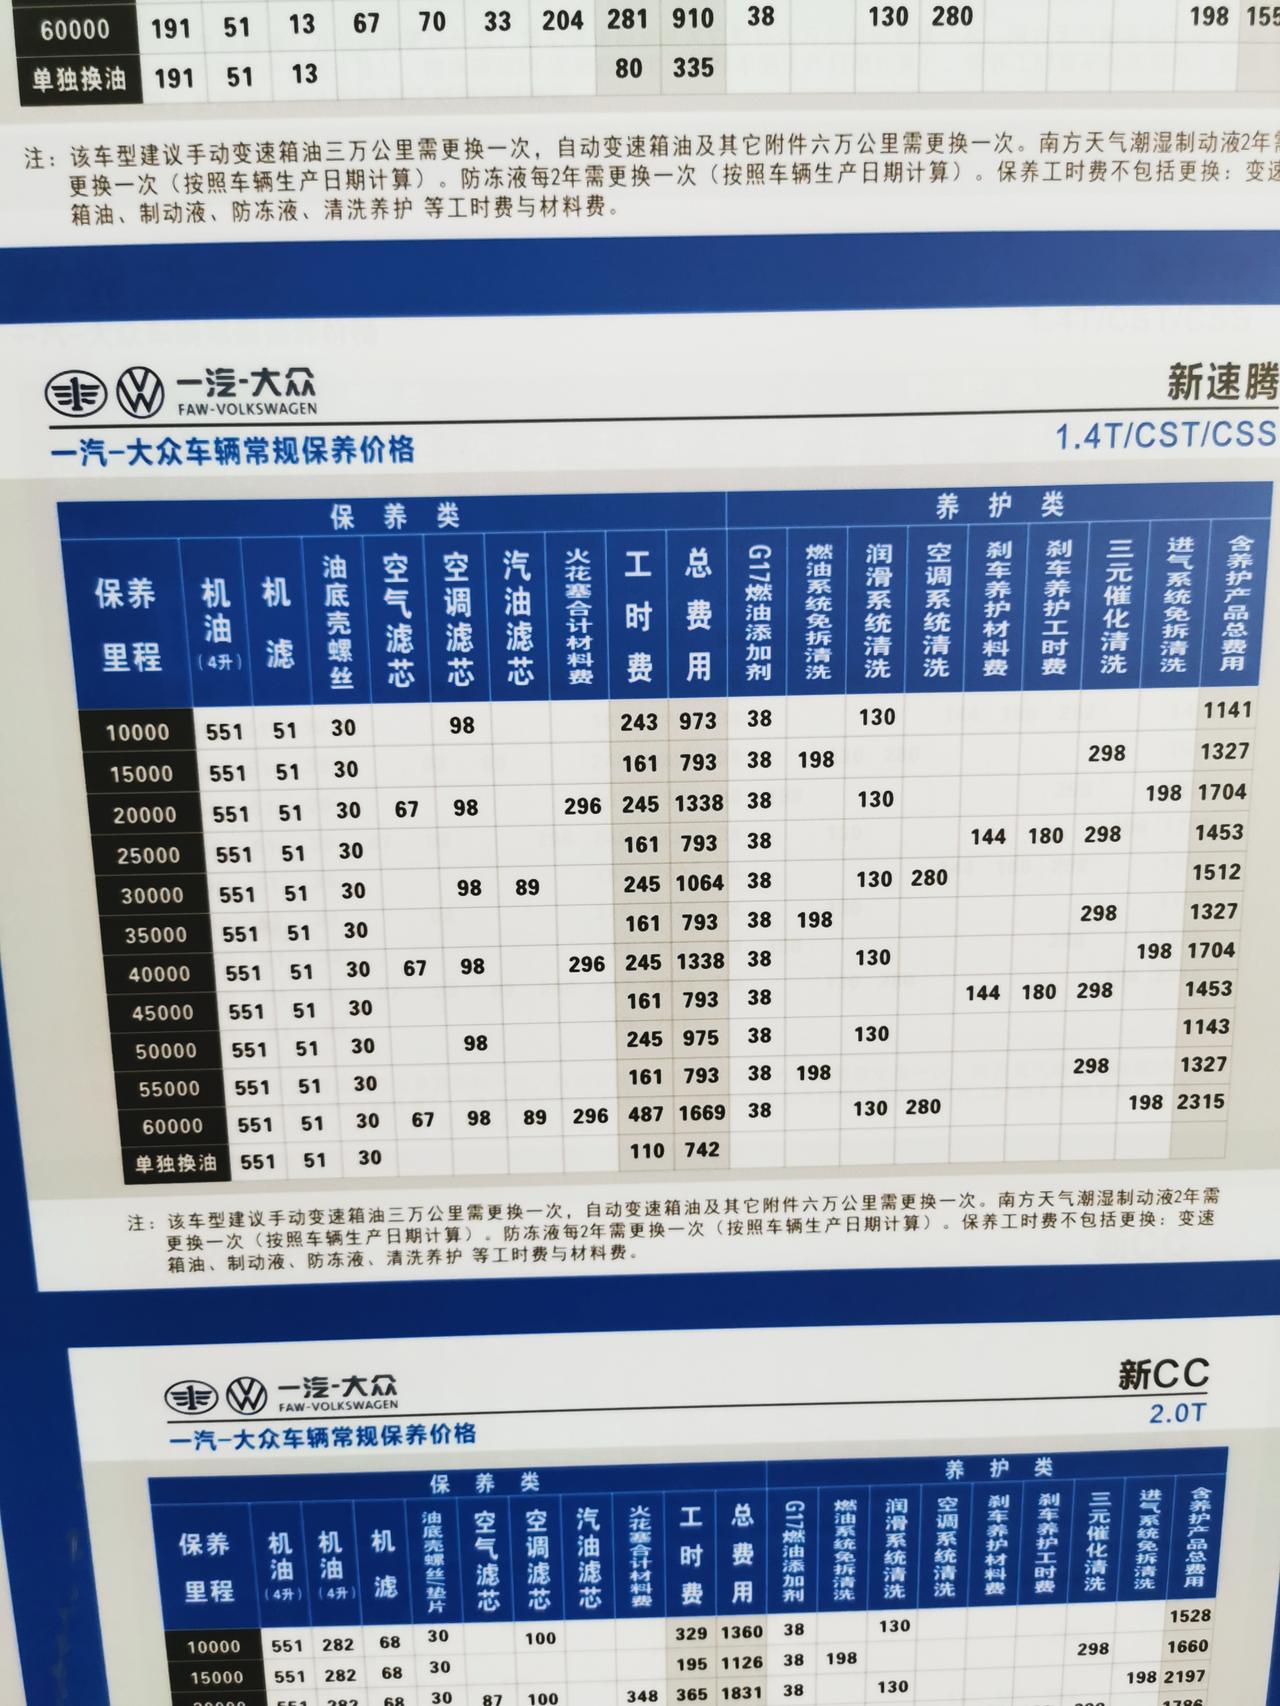 60000 191 51 13 67 70 33 204 281 910 38 130 280 198
单独换油 191 51 13 80 335
注：该车型建议手动变速箱油三万公里需更换一次，自动变速箱油及其它附件六万公里需更换一次。南方天气潮湿制动液2年需
更换一次（按照车辆生产日期计算）。防冻液每2年需更换一次（按照车辆生产日期计算）。保养工时费不包括更换：变速
箱油、制动液、防冻液、清洗养护 等工时费与材料费。
一汽-大众
FAW-VOLKSWAGEN
新速腾
一汽-大众车辆常规保养价格
1.4T/CST/CSS
保养类 养护类
保养里程 机油（4升） 机滤 油底壳螺丝 空气滤芯 空调滤芯 汽油滤芯 火花塞合计材料费 工时费 总费用 G17燃油添加剂 燃油系统免拆清洗 润滑系统清洗 空调系统清洗 刹车养护材料费 刹车养护工时费 三元催化清洗 进气系统免拆清洗 含养护产品总费用
10000 551 51 30 98 243 973 38 130 1141
15000 551 51 30 161 793 38 198 298 1327
20000 551 51 30 67 98 296 245 1338 38 130 198 1704
25000 551 51 30 161 793 38 144 180 298 1453
30000 551 51 30 98 89 245 1064 38 130 280 1512
35000 551 51 30 161 793 38 198 298 1327
40000 551 51 30 67 98 296 245 1338 38 130 198 1704
45000 551 51 30 161 793 38 144 180 298 1453
50000 551 51 30 98 245 975 38 130 1143
55000 551 51 30 161 793 38 198 298 1327
60000 551 51 30 67 98 89 296 487 1669 38 130 280 198 2315
单独换油 551 51 30 110 742
注：该车型建议手动变速箱油三万公里需更换一次，自动变速箱油及其它附件六万公里需更换一次。南方天气潮湿制动液2年需
更换一次（按照车辆生产日期计算）。防冻液每2年需更换一次（按照车辆生产日期计算）。保养工时费不包括更换：变速
箱油、制动液、防冻液、清洗养护 等工时费与材料费。
一汽-大众
FAW-VOLKSWAGEN
新CC
一汽-大众车辆常规保养价格
2.0T
保养类 养护类
保养里程 机油（4升） 机油（4升） 机滤 油底壳螺丝/垫片 空气滤芯 空调滤芯 汽油滤芯 火花塞合计材料费 工时费 总费用 G17燃油添加剂 燃油系统免拆清洗 润滑系统清洗 空调系统清洗 刹车养护材料费 刹车养护工时费 三元催化清洗 进气系统免拆清洗 含养护产品总费用
10000 551 282 68 30 100 329 1360 38 130 1528
15000 551 282 68 30 195 1126 38 198 298 1660
20000 551 282 68 30 87 100 348 365 1831 38 130 198 2197